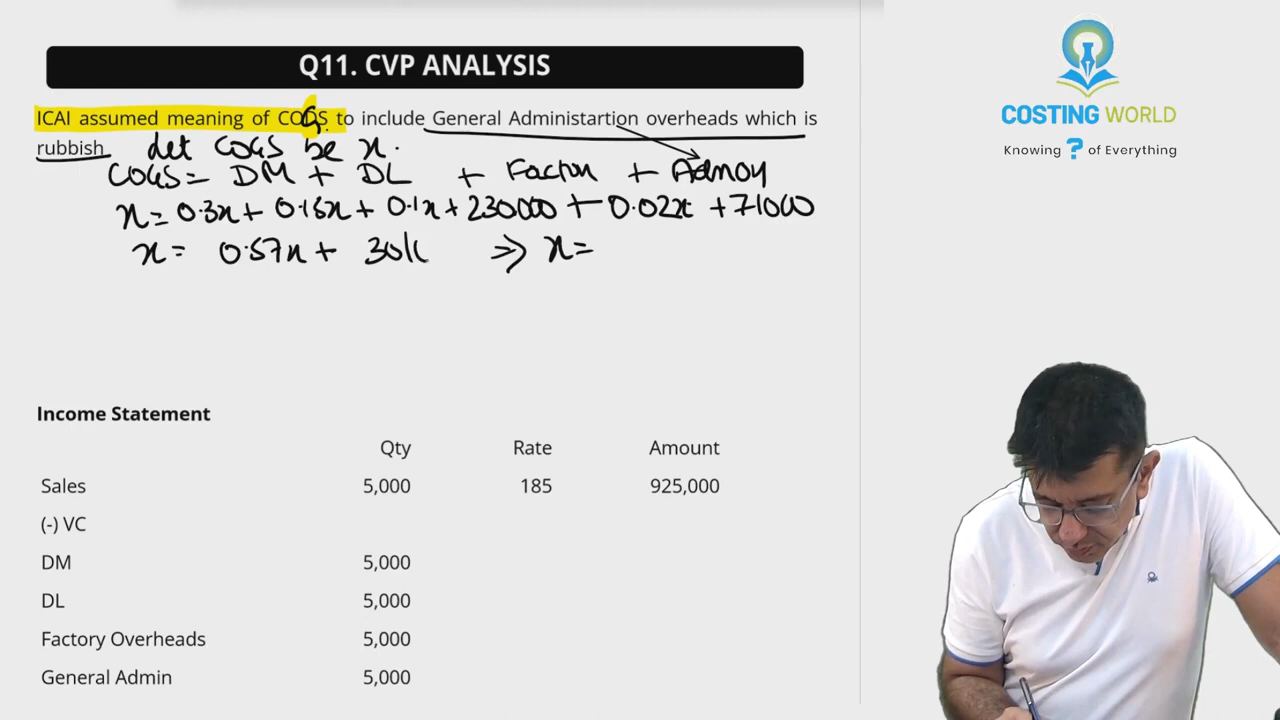 Q11. CVP ANALYSIS
COSTING WORLD
Knowing ? of Everything
ICAI assumed meaning of COGS to include General Administartion overheads which is
rubbish let COGS be x.
COGS = DM + DL + Factory + Admoy
x = 0.3x + 0.15x + 0.1x + 230000 + 0.02x + 71000
x = 0.57x + 301k ⇒ x =
Income Statement
Qty Rate Amount
Sales 5,000 185 925,000
(-) VC
DM 5,000
DL 5,000
Factory Overheads 5,000
General Admin 5,000